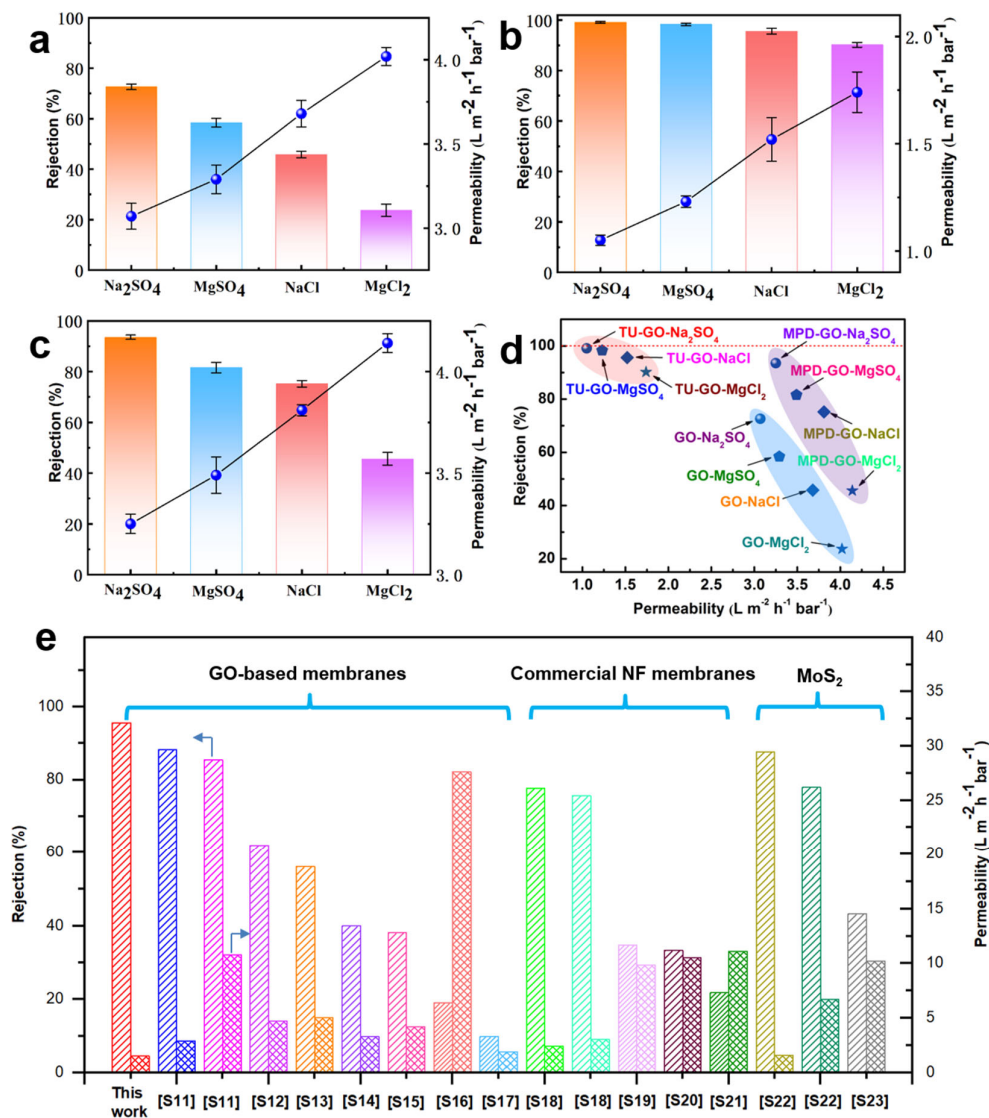 a
Rejection (%)
90
80
70
60
50
40
30
20
10
0
Na2SO4
MgSO4
NaCl
MgCl2
4.0
3.5
3.0
Permeability (L m-2 h-1 bar-1)
b
Rejection (%)
100
80
60
40
20
0
Na2SO4
MgSO4
NaCl
MgCl2
2.0
1.5
1.0
Permeability (L m-2 h-1 bar-1)
c
Rejection (%)
100
80
60
40
20
0
Na2SO4
MgSO4
NaCl
MgCl2
4.0
3.5
3.0
Permeability (L m-2 h-1 bar-1)
d
Rejection (%)
100
80
60
40
20
TU-GO-Na2SO4
TU-GO-NaCl
TU-GO-MgSO4
TU-GO-MgCl2
MPD-GO-Na2SO4
MPD-GO-MgSO4
MPD-GO-NaCl
MPD-GO-MgCl2
GO-Na2SO4
GO-MgSO4
GO-NaCl
GO-MgCl2
1.0 1.5 2.0 2.5 3.0 3.5 4.0 4.5
Permeability (L m-2 h-1 bar-1)
e
GO-based membranes
Commercial NF membranes
MoS2
Rejection (%)
100
80
60
40
20
0
40
35
30
25
20
15
10
5
0
Permeability (L m-2 h-1 bar-1)
This work [S11] [S11] [S12] [S13] [S14] [S15] [S16] [S17] [S18] [S18] [S19] [S20] [S21] [S22] [S22] [S23]